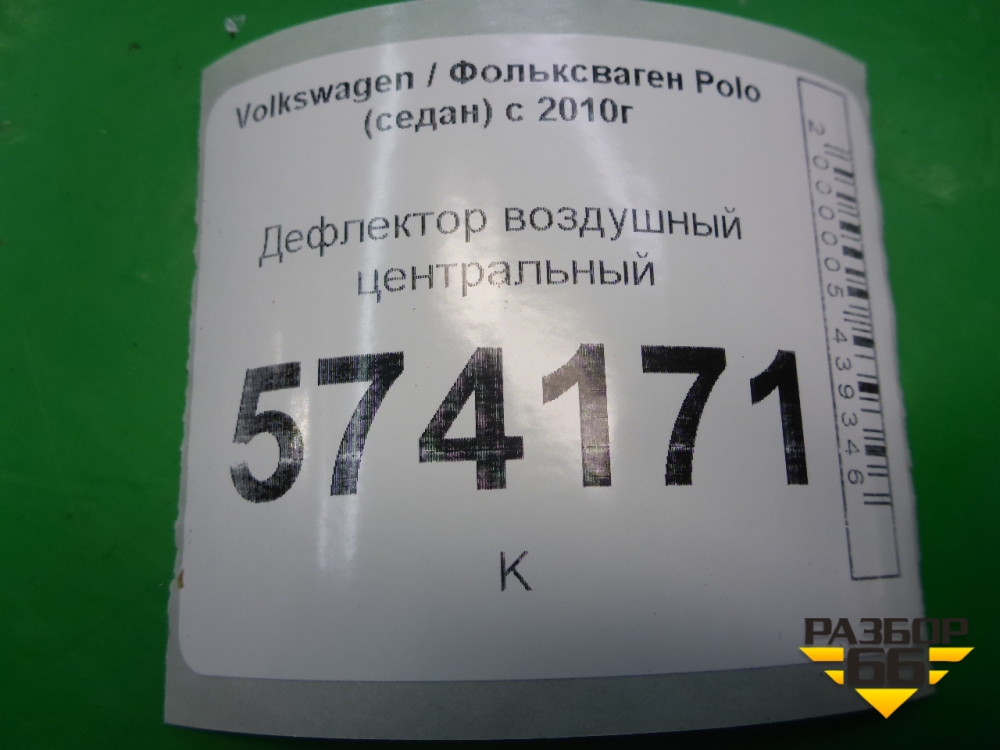 Volkswagen / Фольксваген Polo
(седан) с 2010г
Дефлектор воздушный
центральный
574171
К
2000005439346
РАЗБОР
66